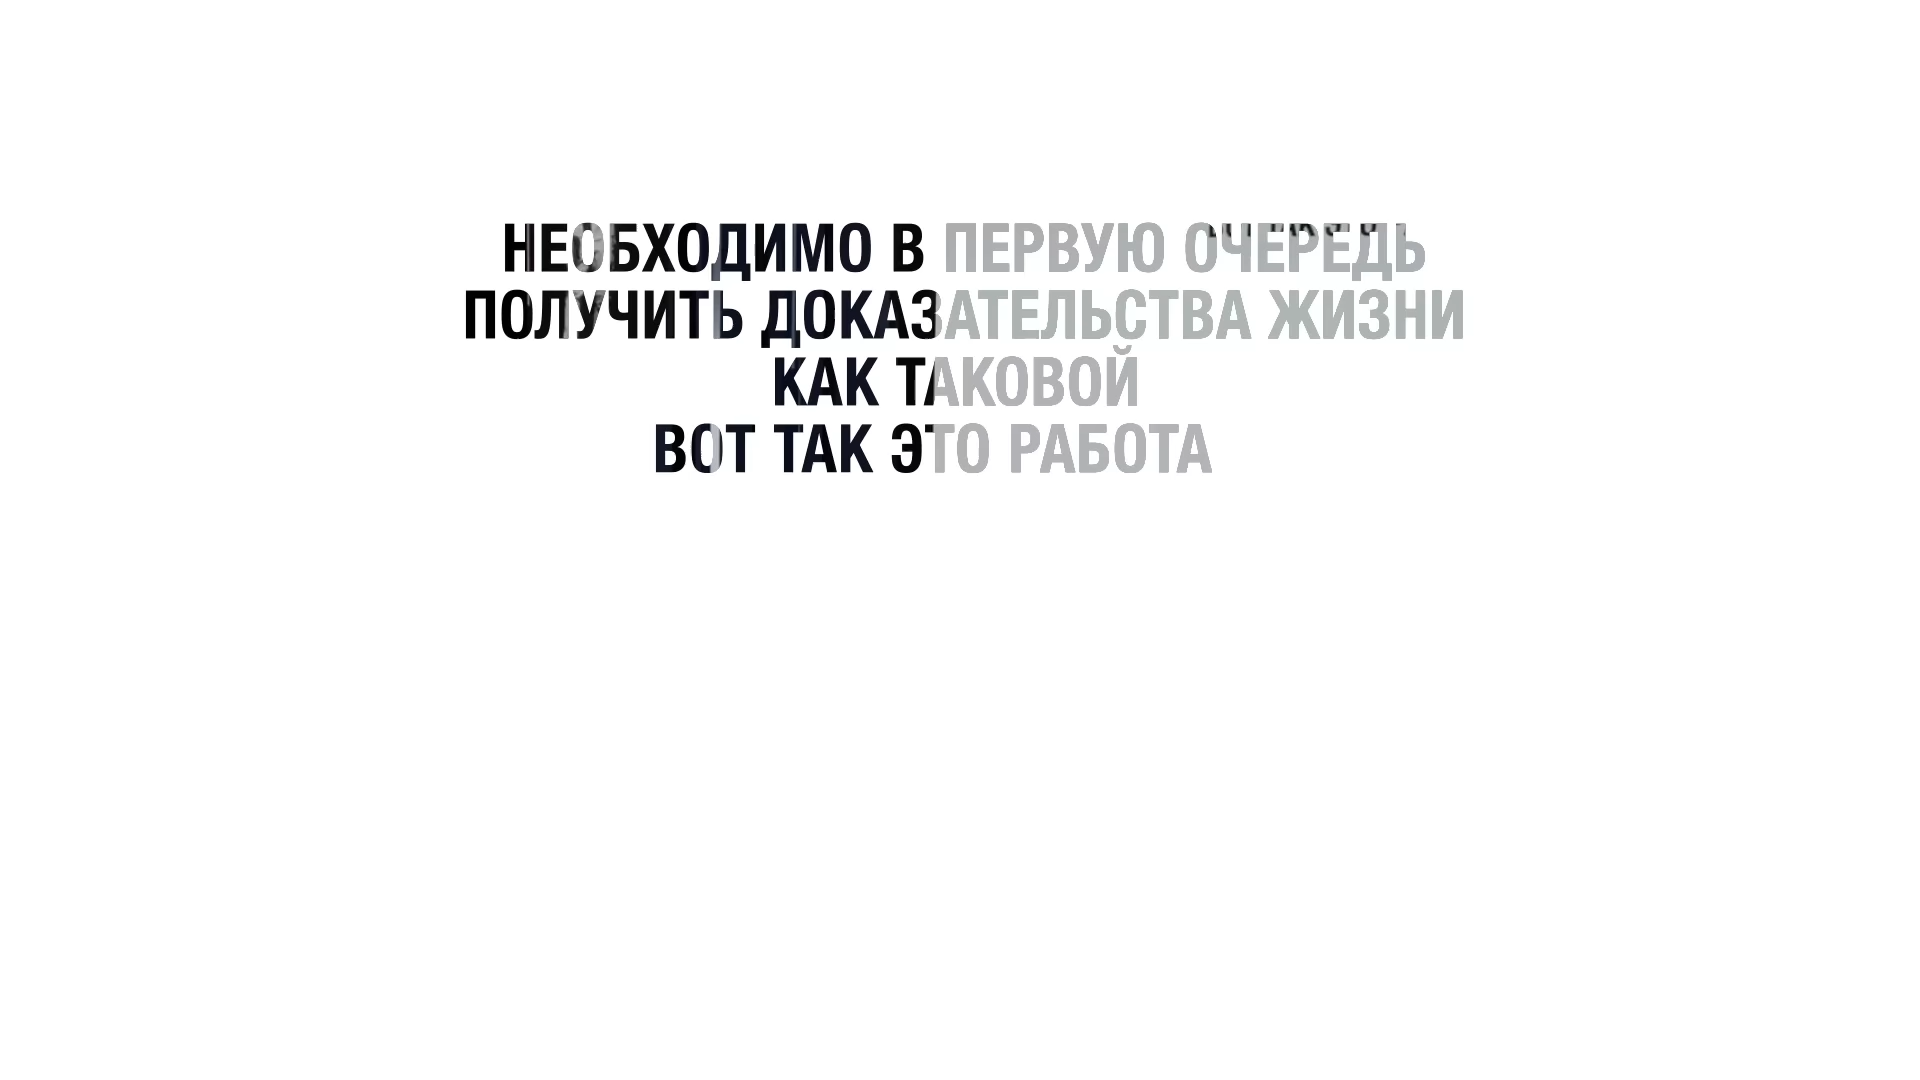 НЕОБХОДИМО В ПЕРВУЮ ОЧЕРЕДЬ
ПОЛУЧИТЬ ДОКАЗАТЕЛЬСТВА ЖИЗНИ
КАК ТАКОВОЙ
ВОТ ТАК ЭТО РАБОТА